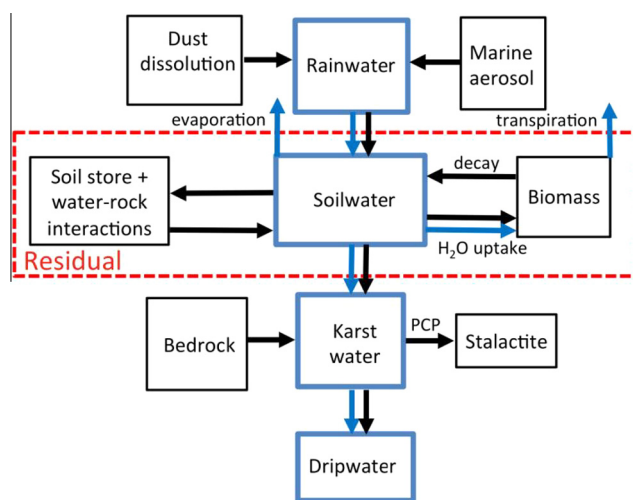 Dust
dissolution
Rainwater
Marine
aerosol
evaporation
transpiration
Soil store +
water-rock
interactions
Soilwater
decay
Biomass
H₂O uptake
Residual
Bedrock
Karst
water
PCP
Stalactite
Dripwater